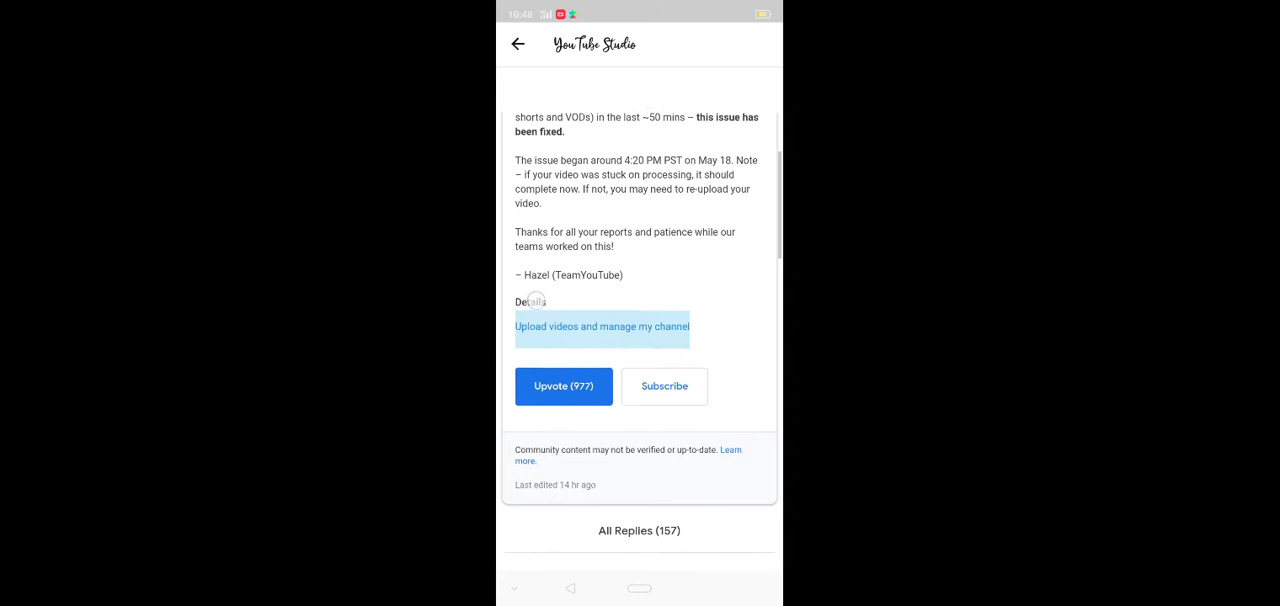 10:48
YouTube Studio
shorts and VODs) in the last ~50 mins – this issue has
been fixed.
The issue began around 4:20 PM PST on May 18. Note
– if your video was stuck on processing, it should
complete now. If not, you may need to re-upload your
video.
Thanks for all your reports and patience while our
teams worked on this!
– Hazel (TeamYouTube)
Details
Upload videos and manage my channel
Upvote (977)
Subscribe
Community content may not be verified or up-to-date. Learn
more.
Last edited 14 hr ago
All Replies (157)